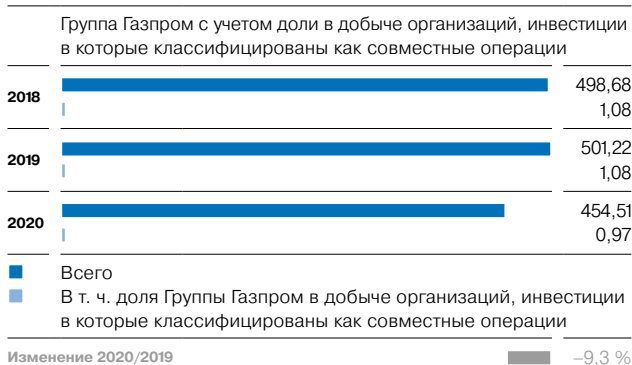 Группа Газпром с учетом доли в добыче организаций, инвестиции
в которые классифицированы как совместные операции
2018
498,68
1,08
2019
501,22
1,08
2020
454,51
0,97
Всего
В т. ч. доля Группы Газпром в добыче организаций, инвестиции
в которые классифицированы как совместные операции
Изменение 2020/2019 –9,3 %